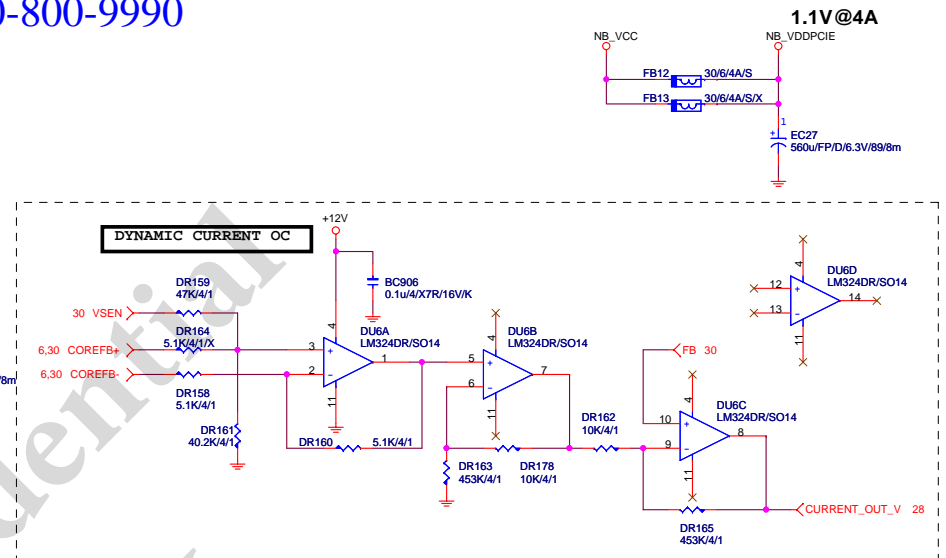 0-800-9990
1.1V@4A
NB_VCC
NB_VDDPCIE
FB12
30/6/4A/S
FB13
30/6/4A/S/X
1
+
EC27
560u/FP/D/6.3V/89/8m
DYNAMIC CURRENT OC
+12V
BC906
0.1u/4/X7R/16V/K
DR159
47K/4/1
30 VSEN
DR164
5.1K/4/1/X
6,30 COREFB+
6,30 COREFB-
/8m
DR158
5.1K/4/1
DR161
40.2K/4/1
DR160
5.1K/4/1
DU6A
LM324DR/SO14
3
+
2
-
4
11
1
DU6B
LM324DR/SO14
5
+
6
-
4
11
7
DR163
453K/4/1
DR178
10K/4/1
DR162
10K/4/1
FB 30
DU6C
LM324DR/SO14
10
+
9
-
4
11
8
DR165
453K/4/1
CURRENT_OUT_V 28
DU6D
LM324DR/SO14
12
+
13
-
4
11
14
dential